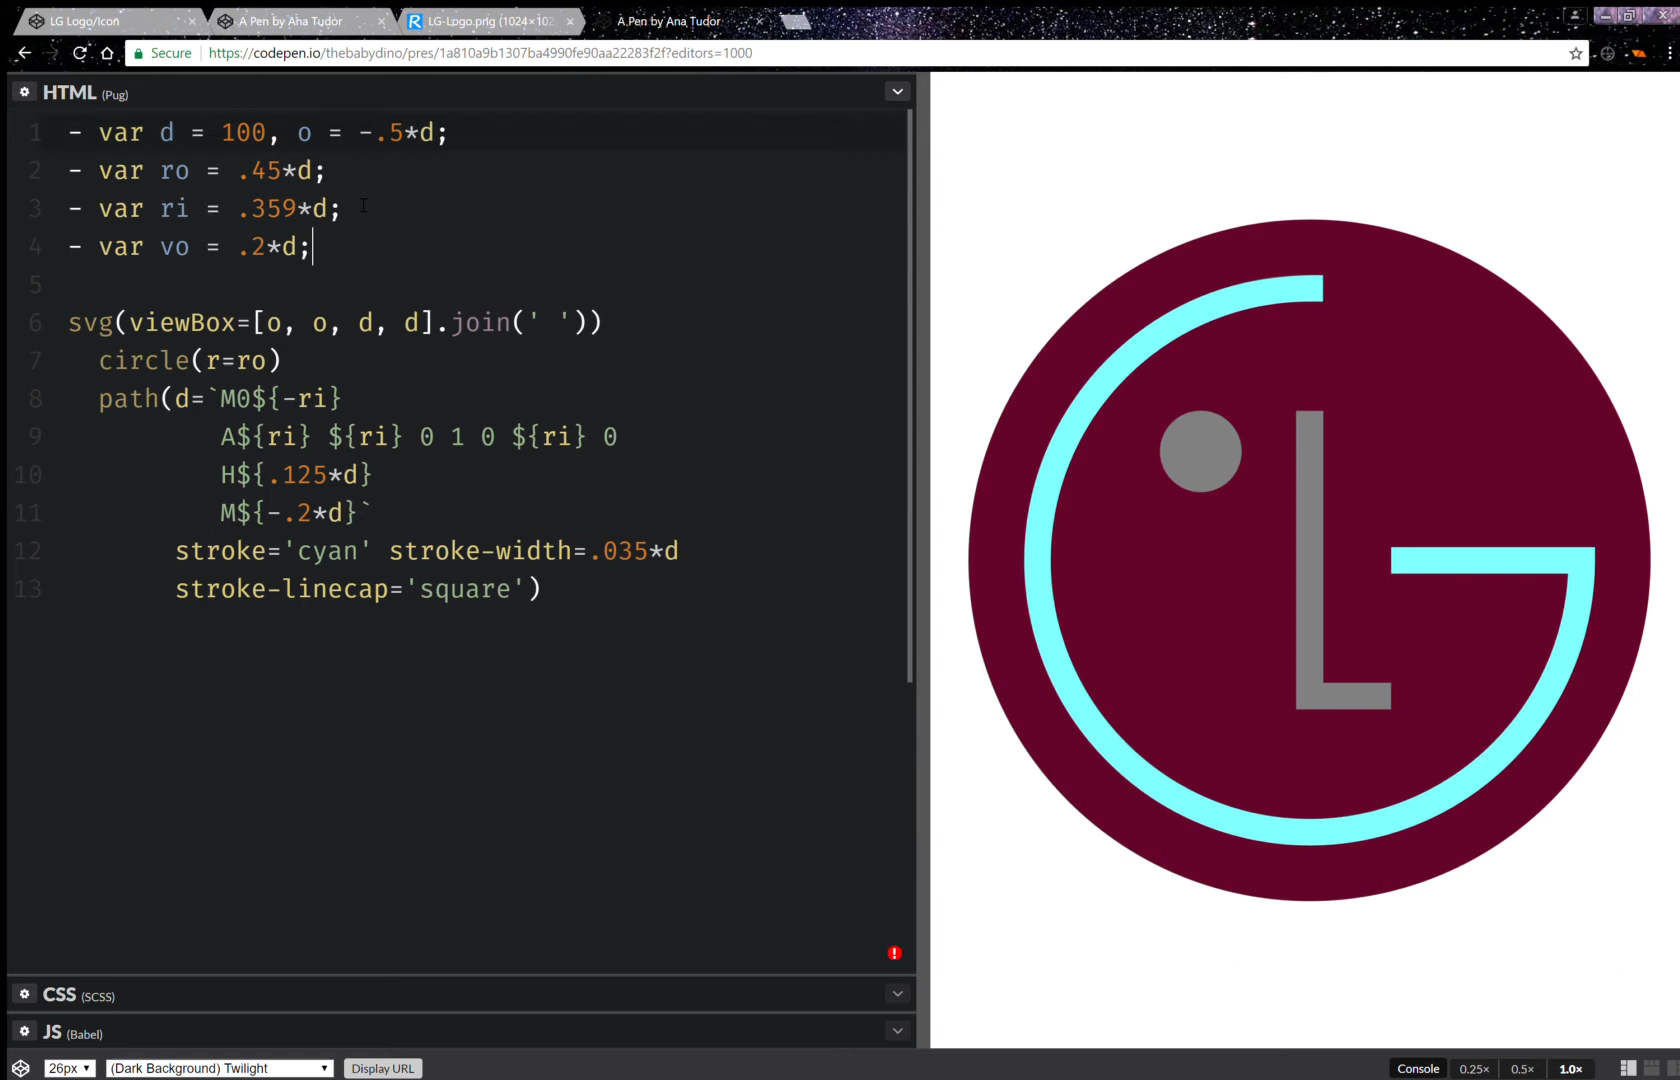 LG Logo/Icon
A Pen by Ana Tudor
LG-Logo.png (1024×102
A Pen by Ana Tudor
Secure
https://codepen.io/thebabydino/pres/1a810a9b1307ba4990fe90aa22283f2f?editors=1000
HTML (Pug)
1 - var d = 100, o = -.5*d;
2 - var ro = .45*d;
3 - var ri = .359*d;
4 - var vo = .2*d;
5
6 svg(viewBox=[o, o, d, d].join(' '))
7 circle(r=ro)
8 path(d=`M0${-ri}
9 A${ri} ${ri} 0 1 0 ${ri} 0
10 H${.125*d}
11 M${-.2*d}`
12 stroke='cyan' stroke-width=.035*d
13 stroke-linecap='square')
CSS (SCSS)
JS (Babel)
26px
(Dark Background) Twilight
Display URL
Console
0.25×
0.5×
1.0×
L
G